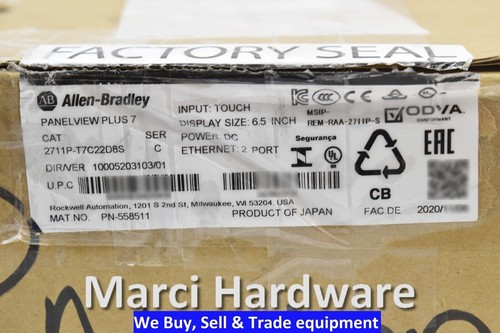 FACTORY SEAL
AB Allen-Bradley
PANELVIEW PLUS 7
CAT SER
2711P-T7C22D8S C
DIR/VER 10005203103/01
U.P.C
INPUT: TOUCH
DISPLAY SIZE: 6.5 INCH
POWER: DC
ETHERNET: 2 PORT
MSIP-
REM-RAA-2711P-S
ODVA
CONFORMANT
Segurança
UL
CB
EAC
Rockwell Automation, 1201 S 2nd St, Milwaukee, WI 53204. USA
MAT NO. PN-558511
PRODUCT OF JAPAN
FAC.DE 2020/
Marci Hardware
We Buy, Sell & Trade equipment